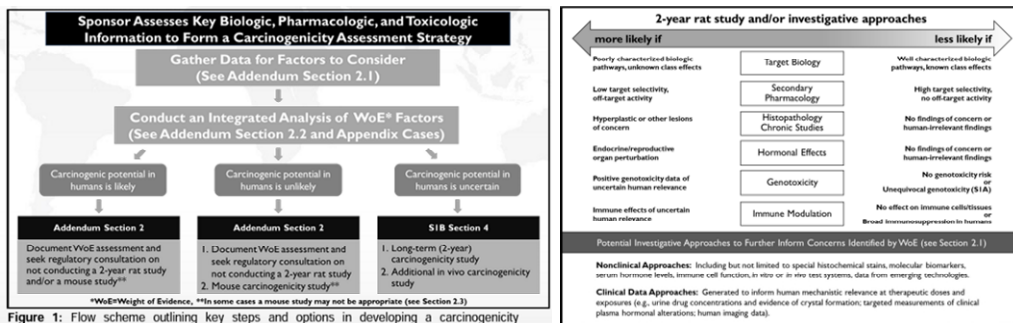 Sponsor Assesses Key Biologic, Pharmacologic, and Toxicologic
Information to Form a Carcinogenicity Assessment Strategy
Gather Data for Factors to Consider
(See Addendum Section 2.1)
Conduct an Integrated Analysis of WoE* Factors
(See Addendum Section 2.2 and Appendix Cases)
Carcinogenic potential in
humans is likely
Carcinogenic potential in
humans is unlikely
Carcinogenic potential in
humans is uncertain
Addendum Section 2
Document WoE assessment and
seek regulatory consultation on
not conducting a 2-year rat study
and/or a mouse study**
Addendum Section 2
1. Document WoE assessment and
seek regulatory consultation on
not conducting a 2-year rat study
2. Mouse carcinogenicity study**
S1B Section 4
1. Long-term (2-year)
carcinogenicity study
2. Additional in vivo carcinogenicity
study
*WoE=Weight of Evidence, **In some cases a mouse study may not be appropriate (see Section 2.3)
Figure 1: Flow scheme outlining key steps and options in developing a carcinogenicity
2-year rat study and/or investigative approaches
more likely if
less likely if
Poorly characterized biologic
pathways, unknown class effects
Target Biology
Well characterized biologic
pathways, known class effects
Low target selectivity,
off-target activity
Secondary
Pharmacology
High target selectivity,
no off-target activity
Hyperplastic or other lesions
of concern
Histopathology
Chronic Studies
No findings of concern or
human-irrelevant findings
Endocrine/reproductive
organ perturbation
Hormonal Effects
No findings of concern or
human-irrelevant findings
Positive genotoxicity data of
uncertain human relevance
Genotoxicity
No genotoxicity risk
or
Unequivocal genotoxicity (S1A)
Immune effects of uncertain
human relevance
Immune Modulation
No effect on immune cells/tissues
or
Broad Immunosuppression in humans
Potential Investigative Approaches to Further Inform Concerns Identified by WoE (see Section 2.1)
Nonclinical Approaches: Including but not limited to special histochemical stains, molecular biomarkers,
serum hormone levels, immune cell function, in vitro or in vivo test systems, data from emerging technologies.
Clinical Data Approaches: Generated to inform human mechanistic relevance at therapeutic doses and
exposures (e.g., urine drug concentrations and evidence of crystal formation; targeted measurements of clinical
plasma hormonal alterations; human imaging data).